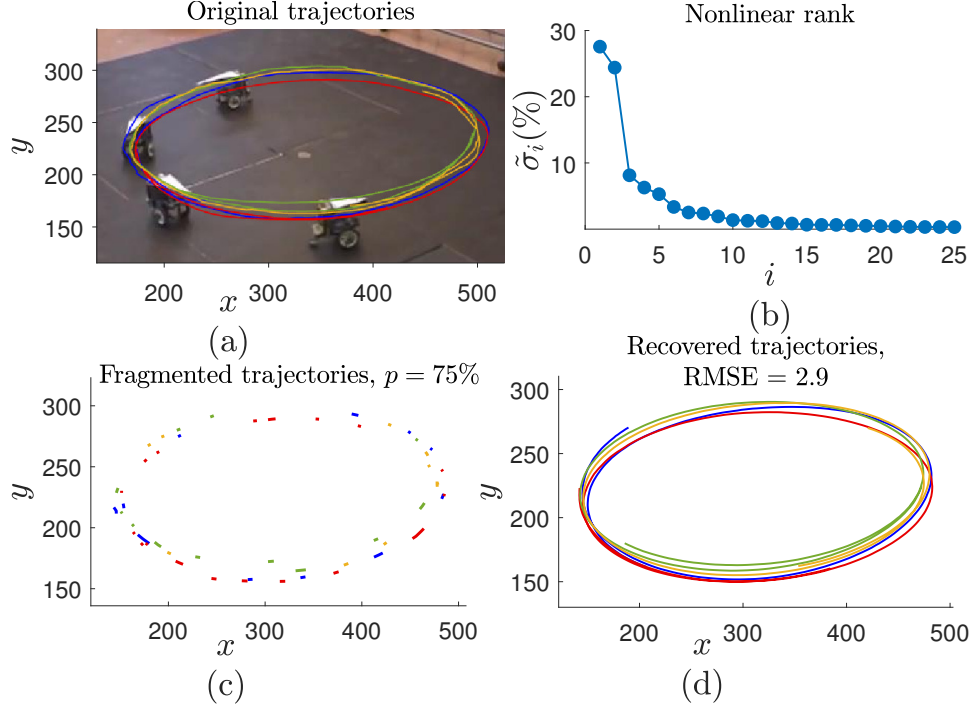 Original trajectories
300
250
200
150
y
200 300 400 500
x
(a)
Nonlinear rank
30
20
10
σ̃ᵢ(%)
0 5 10 15 20 25
i
(b)
Fragmented trajectories, p = 75%
300
250
200
150
y
200 300 400 500
x
(c)
Recovered trajectories,
RMSE = 2.9
300
250
200
150
y
200 300 400 500
x
(d)